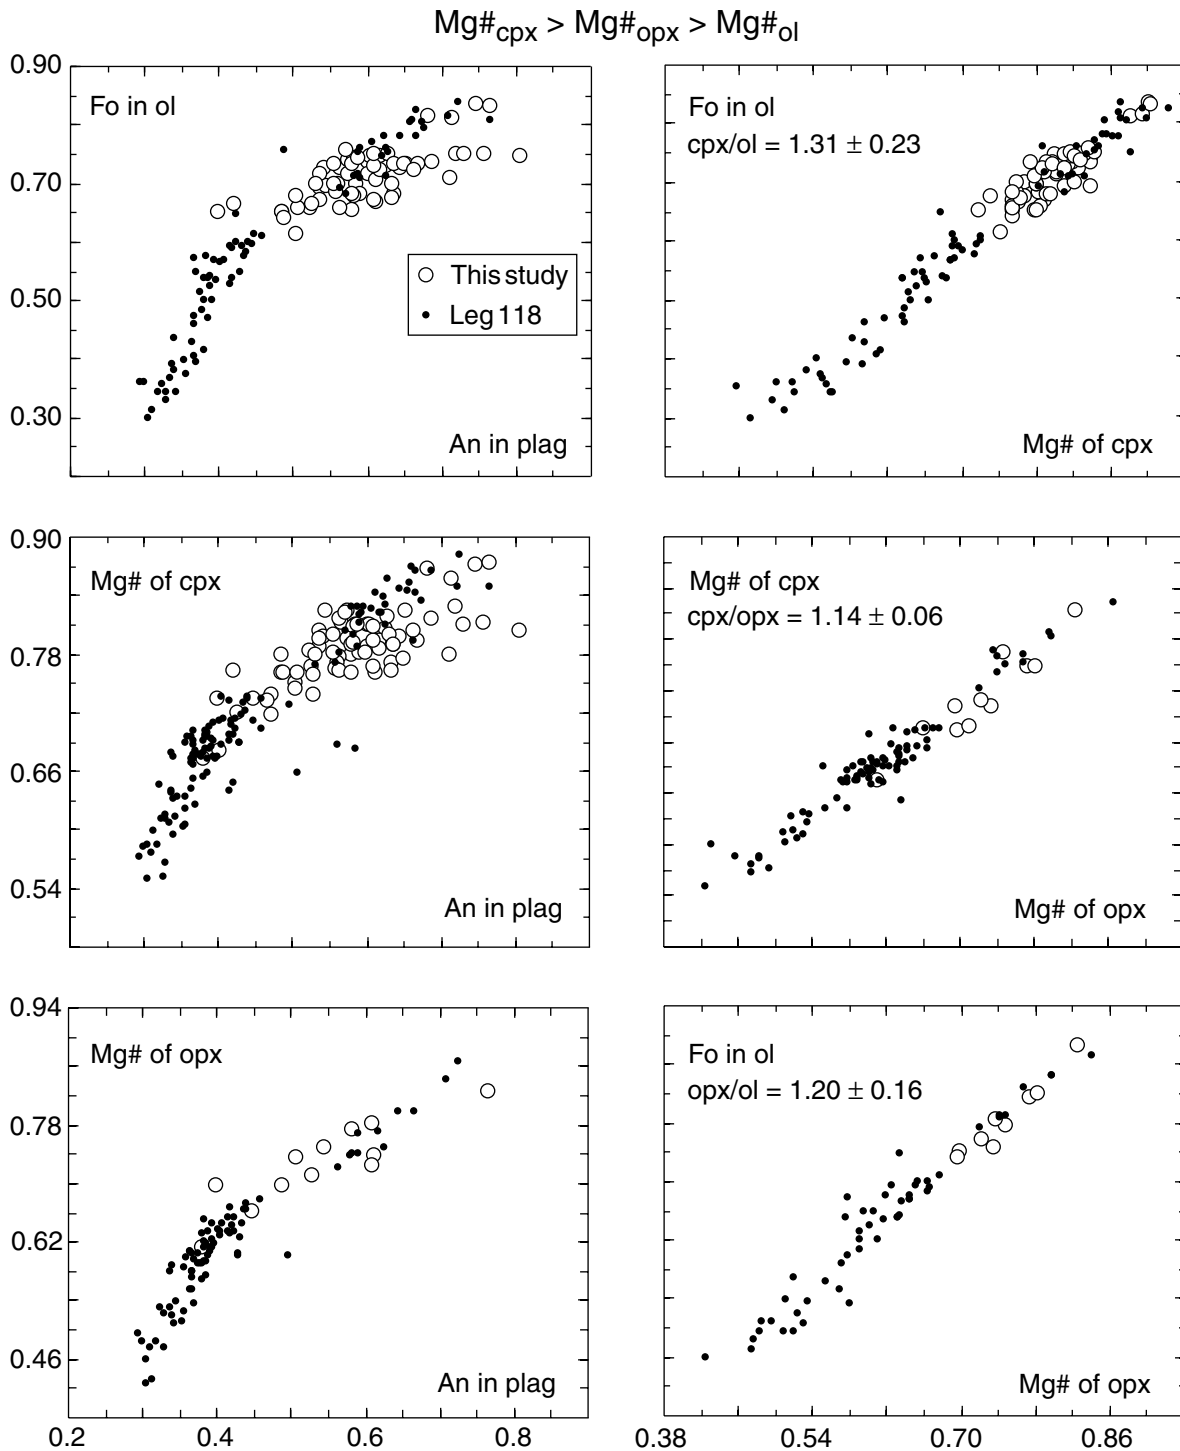 Mg#cpx > Mg#opx > Mg#ol
0.90
0.70
0.50
0.30
Fo in ol
This study
Leg 118
An in plag
Fo in ol
cpx/ol = 1.31 ± 0.23
Mg# of cpx
0.90
0.78
0.66
0.54
Mg# of cpx
An in plag
Mg# of cpx
cpx/opx = 1.14 ± 0.06
Mg# of opx
0.94
0.78
0.62
0.46
Mg# of opx
An in plag
0.2 0.4 0.6 0.8
Fo in ol
opx/ol = 1.20 ± 0.16
Mg# of opx
0.38 0.54 0.70 0.86